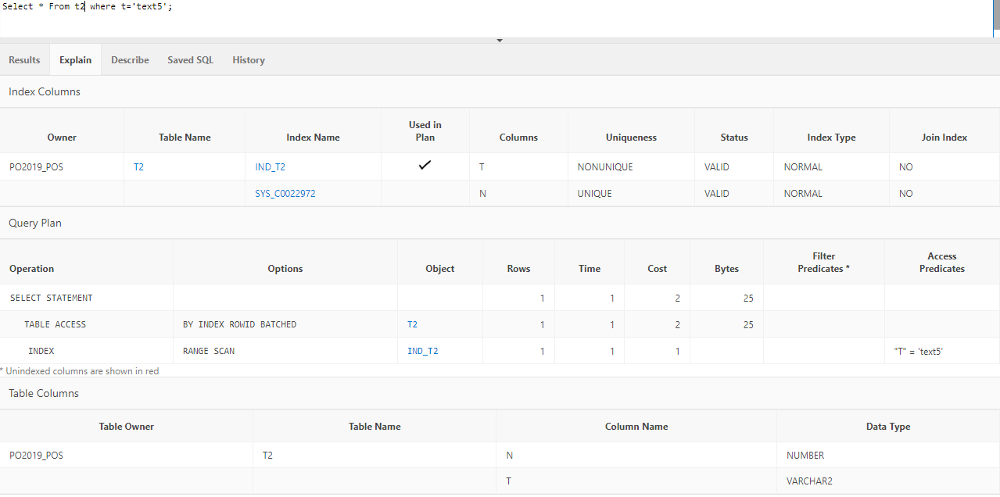 Select * From t2 where t='text5';
Results Explain Describe Saved SQL History
Index Columns
Owner Table Name Index Name Used in Plan Columns Uniqueness Status Index Type Join Index
PO2019_POS T2 IND_T2 ✓ T NONUNIQUE VALID NORMAL NO
SYS_C0022972 N UNIQUE VALID NORMAL NO
Query Plan
Operation Options Object Rows Time Cost Bytes Filter Predicates * Access Predicates
SELECT STATEMENT 1 1 2 25
TABLE ACCESS BY INDEX ROWID BATCHED T2 1 1 2 25
INDEX RANGE SCAN IND_T2 1 1 1 "T" = 'text5'
* Unindexed columns are shown in red
Table Columns
Table Owner Table Name Column Name Data Type
PO2019_POS T2 N NUMBER
T VARCHAR2